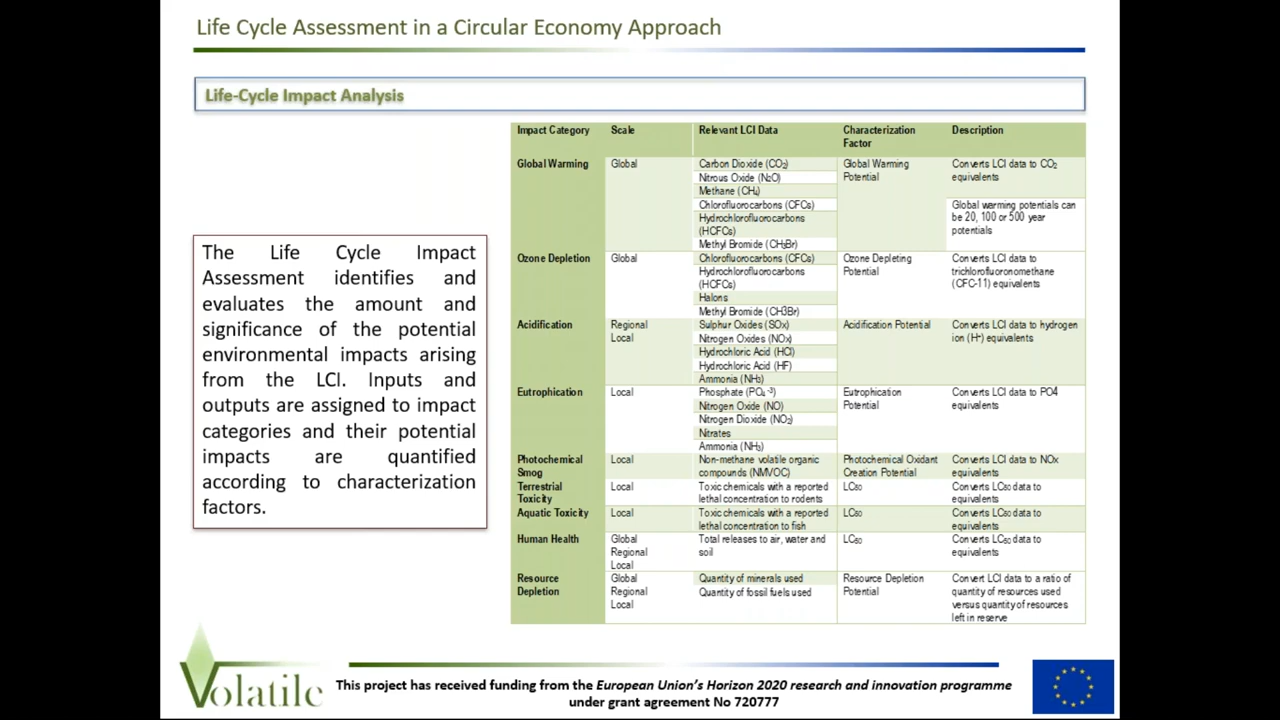 Life Cycle Assessment in a Circular Economy Approach
Life-Cycle Impact Analysis
The Life Cycle Impact
Assessment identifies and
evaluates the amount and
significance of the potential
environmental impacts arising
from the LCI. Inputs and
outputs are assigned to impact
categories and their potential
impacts are quantified
according to characterization
factors.
Impact Category Scale Relevant LCI Data Characterization Factor Description
Global Warming Global Carbon Dioxide (CO₂) Global Warming Converts LCI data to CO₂
Nitrous Oxide (N₂O) Potential equivalents
Methane (CH₄)
Chlorofluorocarbons (CFCs) Global warming potentials can
Hydrochlorofluorocarbons be 20, 100 or 500 year
(HCFCs) potentials
Methyl Bromide (CH₃Br)
Ozone Depletion Global Chlorofluorocarbons (CFCs) Ozone Depleting Converts LCI data to
Hydrochlorofluorocarbons Potential trichlorofluoronomethane
(HCFCs) (CFC-11) equivalents
Halons
Methyl Bromide (CH3Br)
Acidification Regional Sulphur Oxides (SOx) Acidification Potential Converts LCI data to hydrogen
Local Nitrogen Oxides (NOx) ion (H⁺) equivalents
Hydrochloric Acid (HCl)
Hydrochloric Acid (HF)
Ammonia (NH₃)
Eutrophication Local Phosphate (PO₄⁻³) Eutrophication Converts LCI data to PO4
Nitrogen Oxide (NO) Potential equivalents
Nitrogen Dioxide (NO₂)
Nitrates
Ammonia (NH₃)
Photochemical Local Non-methane volatile organic Photochemical Oxidant Converts LCI data to NOx
Smog compounds (NMVOC) Creation Potential equivalents
Terrestrial Local Toxic chemicals with a reported LC₅₀ Converts LC₅₀ data to
Toxicity lethal concentration to rodents equivalents
Aquatic Toxicity Local Toxic chemicals with a reported LC₅₀ Converts LC₅₀ data to
lethal concentration to fish equivalents
Human Health Global Total releases to air, water and LC₅₀ Converts LC₅₀ data to
Regional soil equivalents
Local
Resource Global Quantity of minerals used Resource Depletion Convert LCI data to a ratio of
Depletion Regional Quantity of fossil fuels used Potential quantity of resources used
Local versus quantity of resources
left in reserve
Volatile
This project has received funding from the European Union's Horizon 2020 research and innovation programme
under grant agreement No 720777